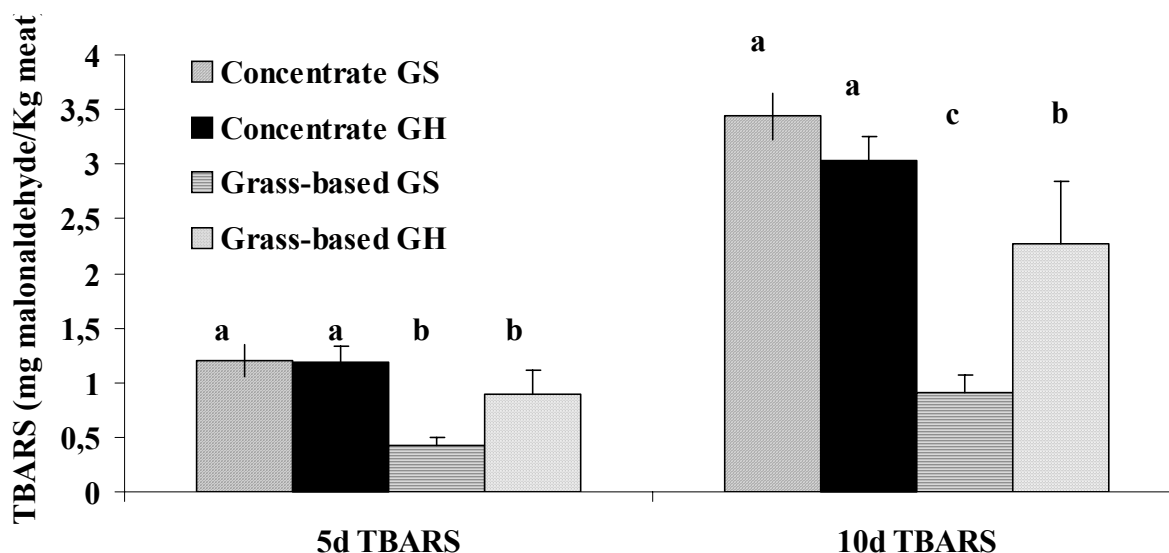 TBARS (mg malonaldehyde/Kg meat
4
3,5
3
2,5
2
1,5
1
0,5
0
Concentrate GS
Concentrate GH
Grass-based GS
Grass-based GH
a
a
b
b
a
a
c
b
5d TBARS
10d TBARS